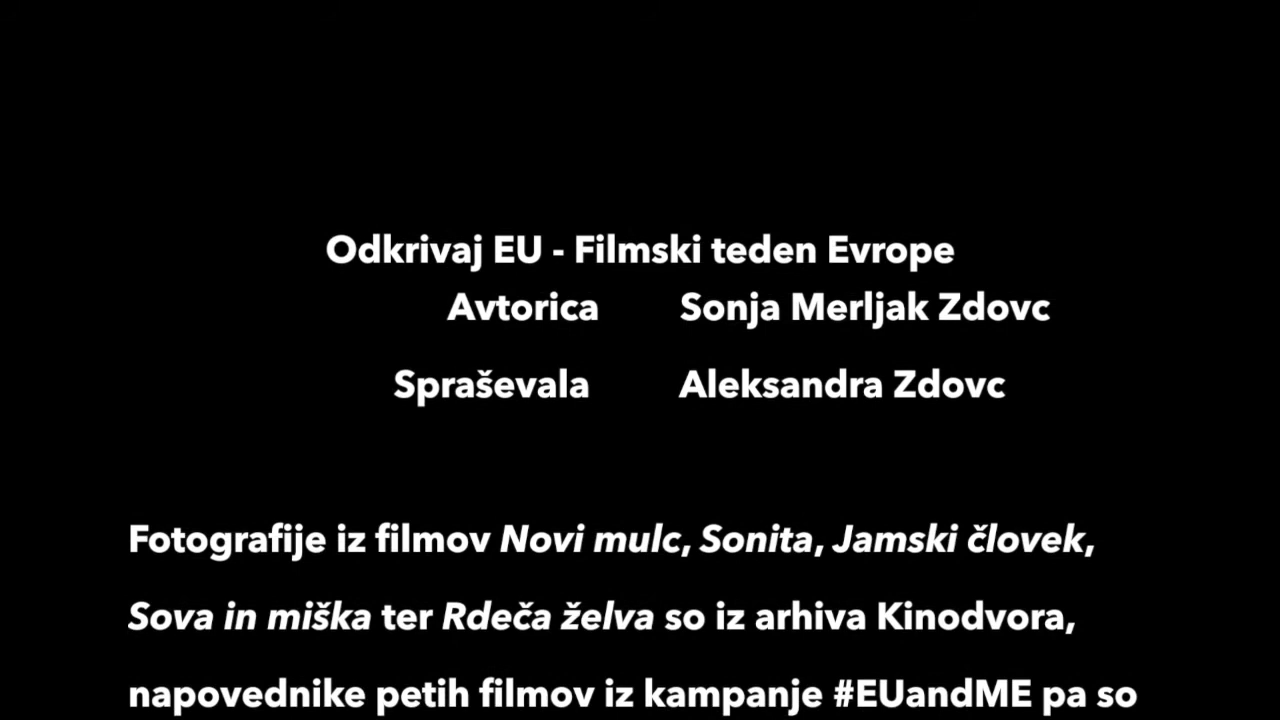 Odkrivaj EU - Filmski teden Evrope
Avtorica Sonja Merljak Zdovc
Spraševala Aleksandra Zdovc
Fotografije iz filmov Novi mulc, Sonita, Jamski človek,
Sova in miška ter Rdeča želva so iz arhiva Kinodvora,
napovednike petih filmov iz kampanje #EUandME pa so